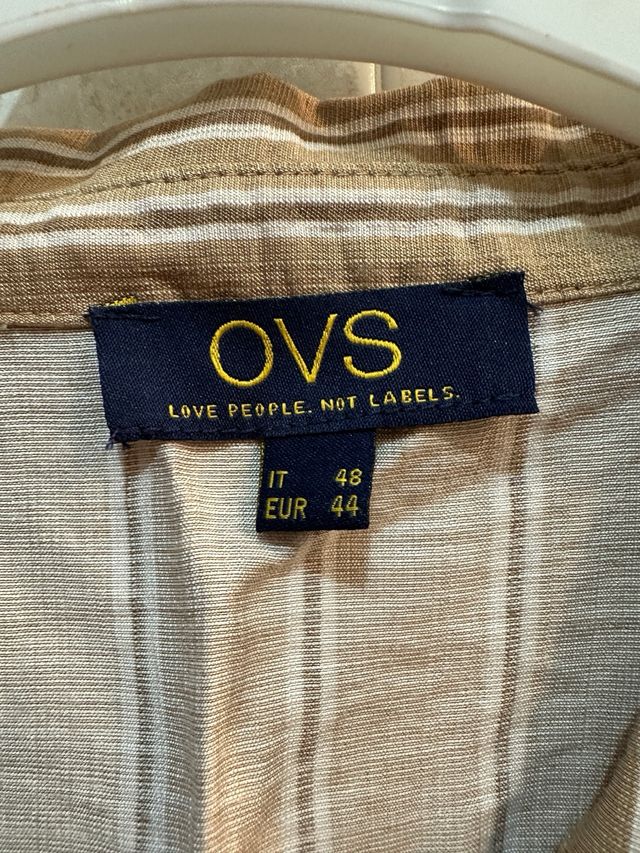 OVS
LOVE PEOPLE. NOT LABELS.
IT 48
EUR 44